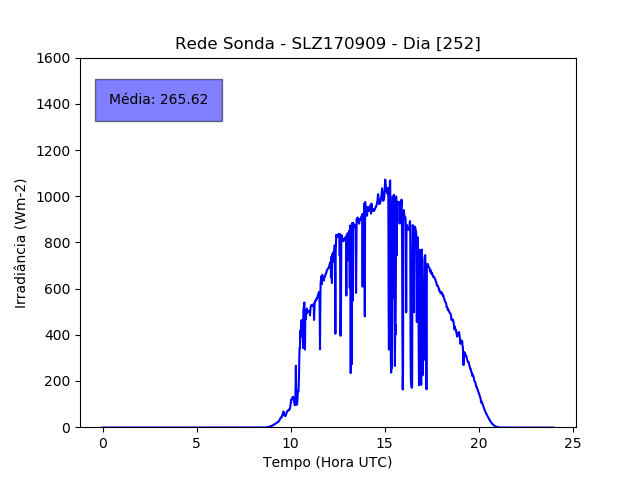 Rede Sonda - SLZ170909 - Dia [252]
1600
1400
1200
1000
800
600
400
200
0
Média: 265.62
Irradiância (Wm-2)
0 5 10 15 20 25
Tempo (Hora UTC)